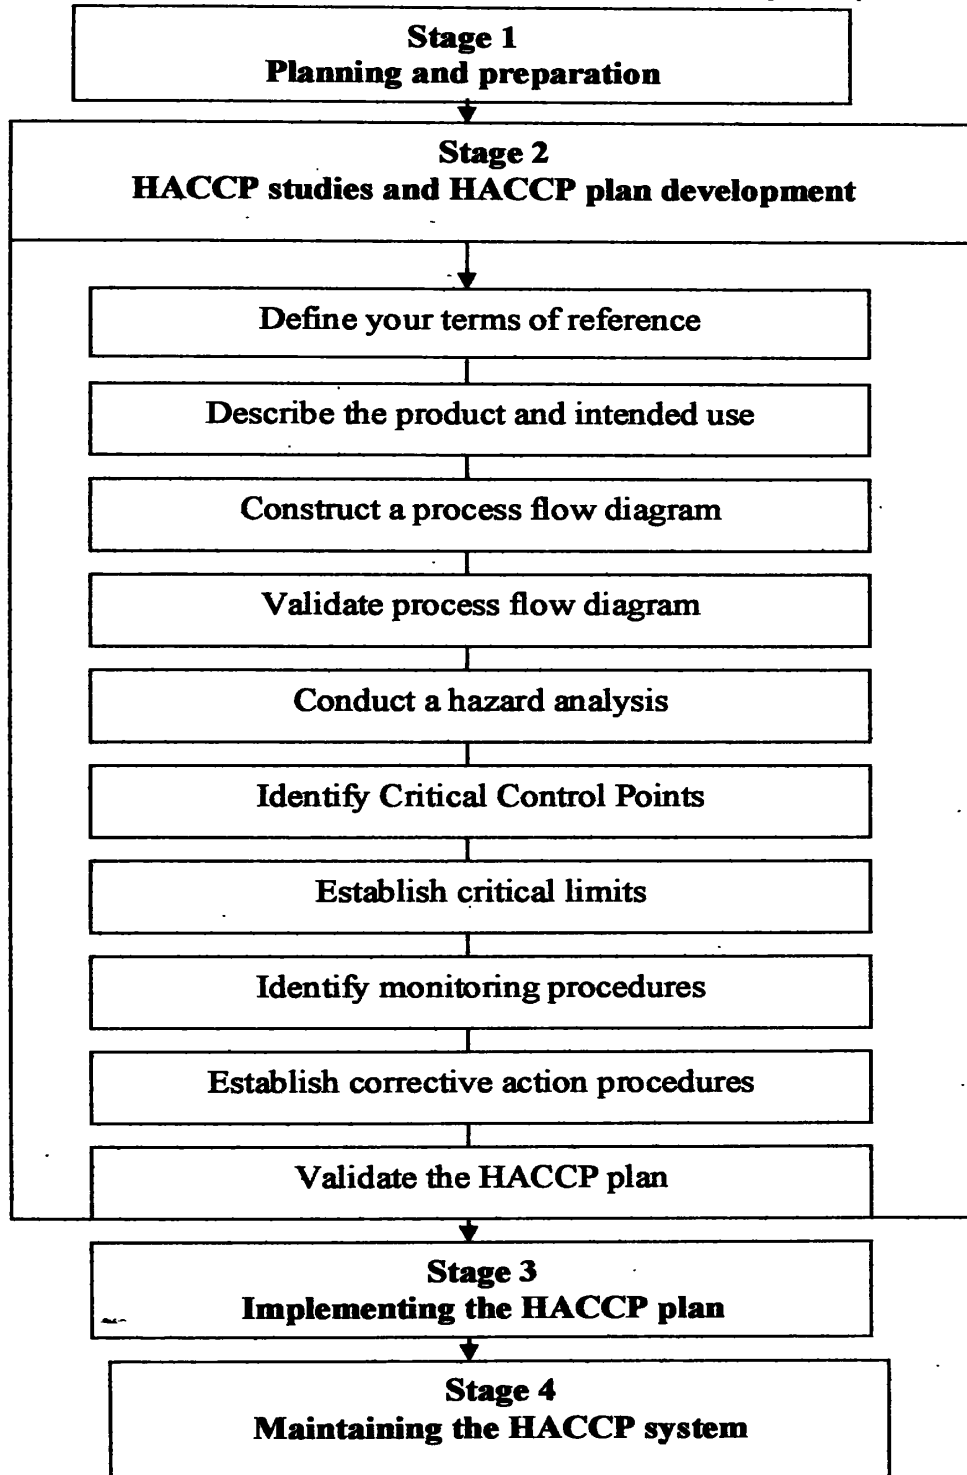 Stage 1
Planning and preparation
Stage 2
HACCP studies and HACCP plan development
Define your terms of reference
Describe the product and intended use
Construct a process flow diagram
Validate process flow diagram
Conduct a hazard analysis
Identify Critical Control Points
Establish critical limits
Identify monitoring procedures
Establish corrective action procedures
Validate the HACCP plan
Stage 3
Implementing the HACCP plan
Stage 4
Maintaining the HACCP system